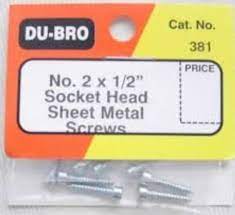 DU-BRO
Cat. No.
381
PRICE
No. 2 x 1/2”
Socket Head
Sheet Metal
Screws